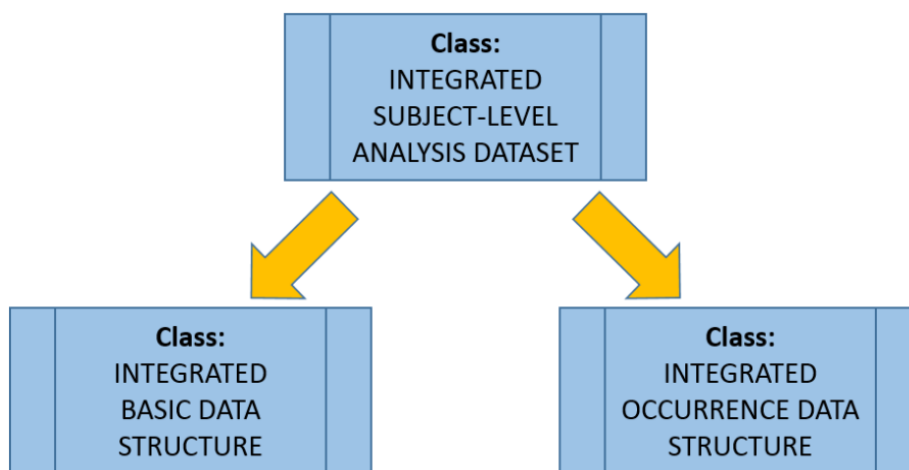 Class:
INTEGRATED
SUBJECT-LEVEL
ANALYSIS DATASET
Class:
INTEGRATED
BASIC DATA
STRUCTURE
Class:
INTEGRATED
OCCURRENCE DATA
STRUCTURE